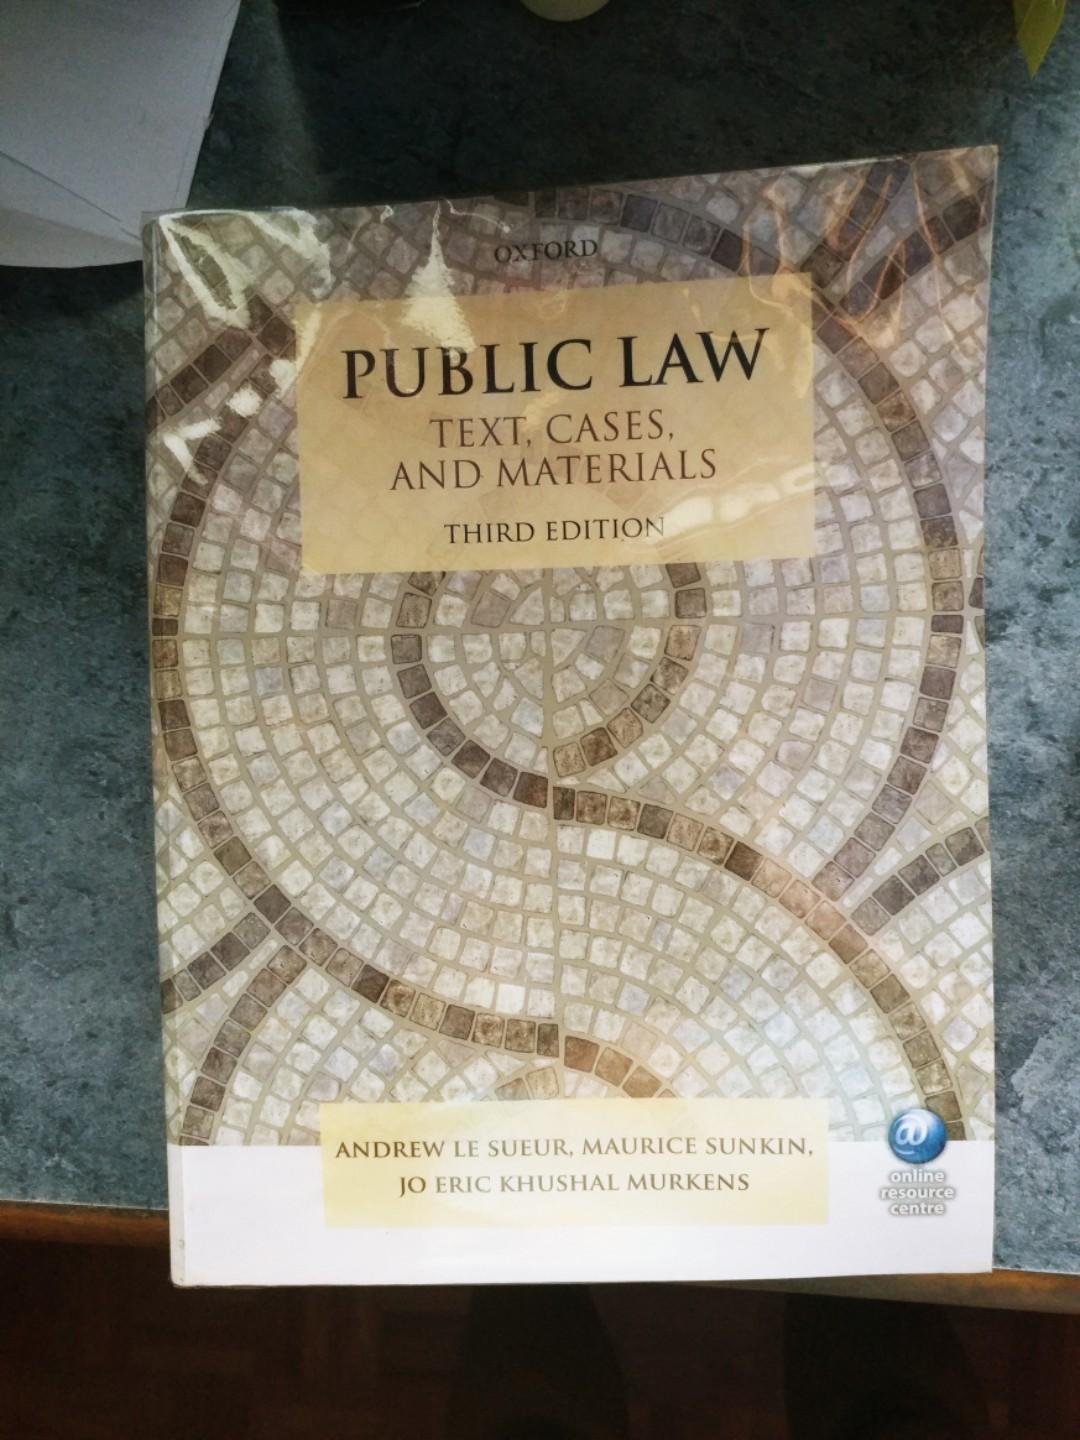 OXFORD
PUBLIC LAW
TEXT, CASES,
AND MATERIALS
THIRD EDITION
ANDREW LE SUEUR, MAURICE SUNKIN,
JO ERIC KHUSHAL MURKENS
@
online
resource
centre